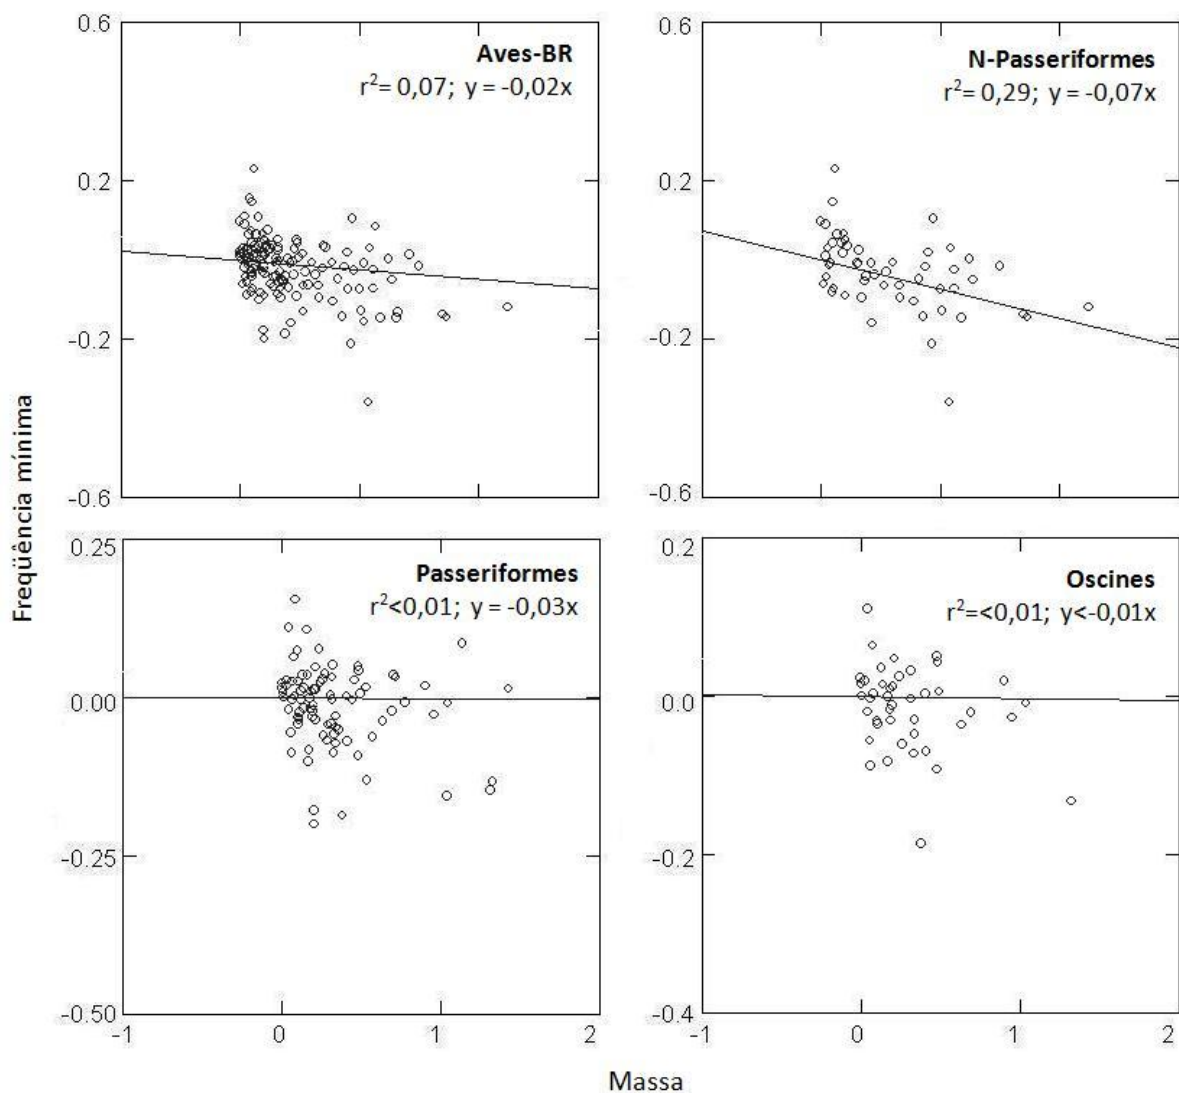 Freqüência mínima
0.6
0.2
-0.2
-0.6
Aves-BR
r²= 0,07; y = -0,02x
0.6
0.2
-0.2
-0.6
N-Passeriformes
r²= 0,29; y = -0,07x
0.25
0.00
-0.25
-0.50
Passeriformes
r²<0,01; y = -0,03x
-1 0 1 2
0.2
0.0
-0.2
-0.4
Oscines
r²=<0,01; y<-0,01x
-1 0 1 2
Massa